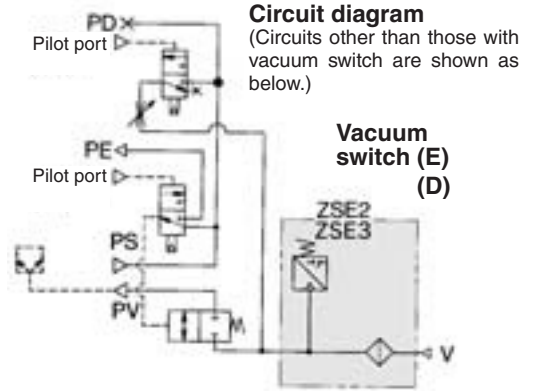 Circuit diagram
(Circuits other than those with
vacuum switch are shown as
below.)
PD
Pilot port
PE
Pilot port
Vacuum
switch (E)
(D)
ZSE2
ZSE3
PS
PV
V